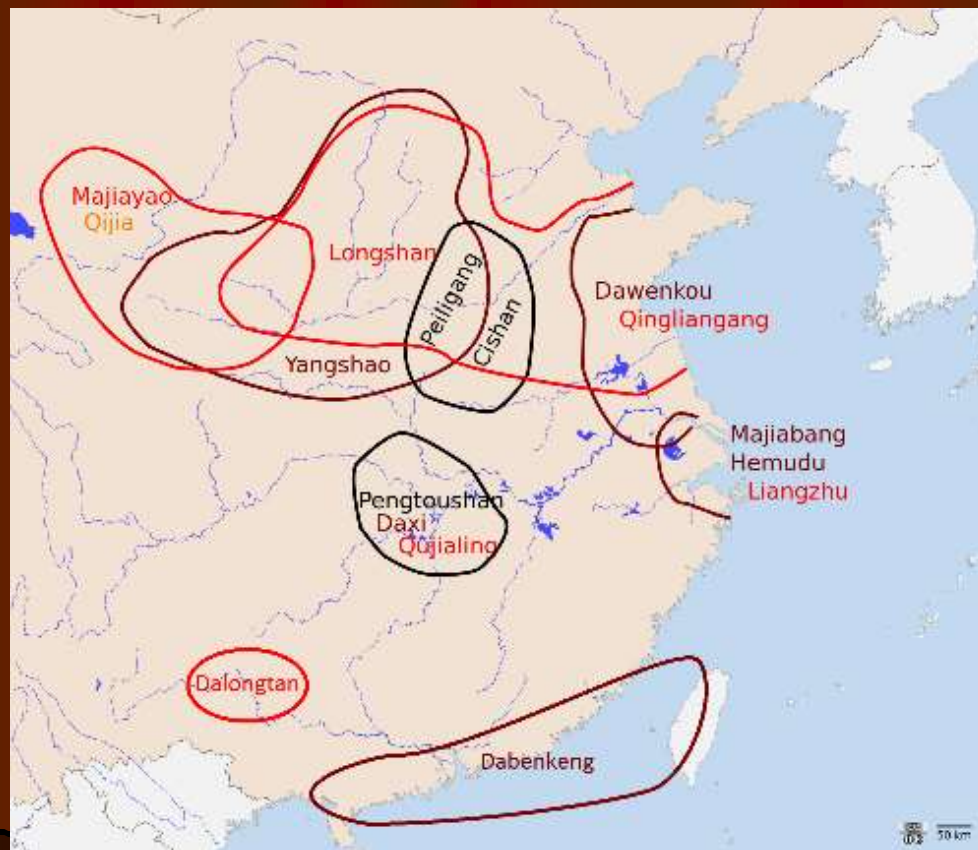 Majiayao
Qijia
Longshan
Peiligang
Cishan
Yangshao
Dawenkou
Qingliangang
Majiabang
Hemudu
Liangzhu
Pengtoushan
Daxi
Qujialing
Dalongtan
Dabenkeng
50 km